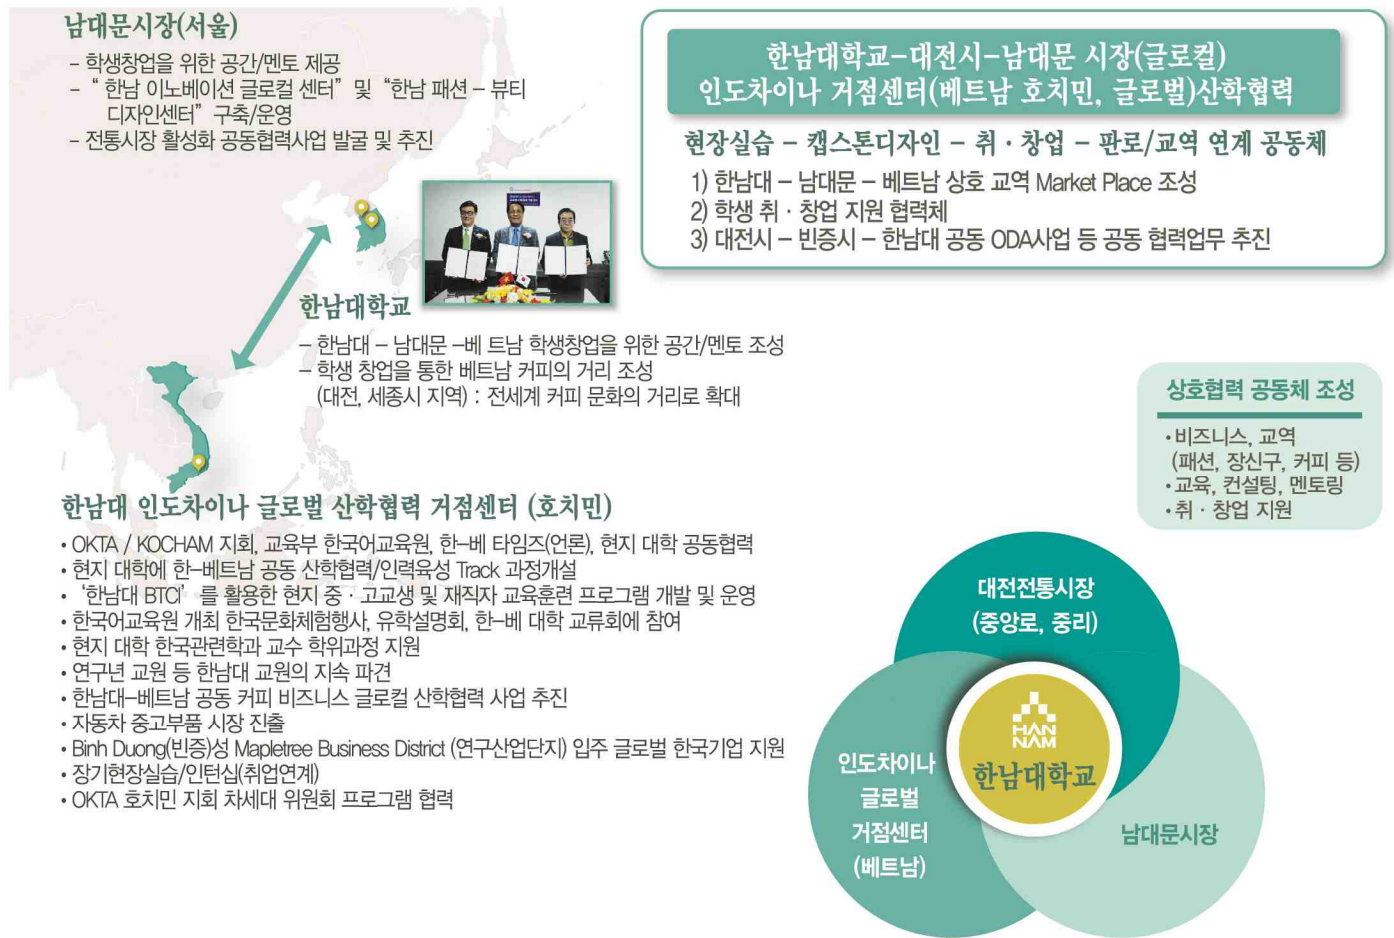 남대문시장(서울)
- 학생창업을 위한 공간/멘토 제공
- “ 한남 이노베이션 글로컬 센터” 및 “한남 패션 – 뷰티
디자인센터” 구축/운영
- 전통시장 활성화 공동협력사업 발굴 및 추진
한남대학교–대전시–남대문 시장(글로컬)
인도차이나 거점센터(베트남 호치민, 글로벌)산학협력
현장실습 – 캡스톤디자인 – 취 · 창업 – 판로/교역 연계 공동체
1) 한남대 – 남대문 – 베트남 상호 교역 Market Place 조성
2) 학생 취 · 창업 지원 협력체
3) 대전시 – 빈증시 – 한남대 공동 ODA사업 등 공동 협력업무 추진
한남대학교
– 한남대 – 남대문 –베 트남 학생창업을 위한 공간/멘토 조성
– 학생 창업을 통한 베트남 커피의 거리 조성
(대전, 세종시 지역) : 전세계 커피 문화의 거리로 확대
한남대 인도차이나 글로벌 산학협력 거점센터 (호치민)
• OKTA / KOCHAM 지회, 교육부 한국어교육원, 한–베 타임즈(언론), 현지 대학 공동협력
• 현지 대학에 한–베트남 공동 산학협력/인력육성 Track 과정개설
• ‘한남대 BTCI’ 를 활용한 현지 중 · 고교생 및 재직자 교육훈련 프로그램 개발 및 운영
• 한국어교육원 개최 한국문화체험행사, 유학설명회, 한–베 대학 교류회에 참여
• 현지 대학 한국관련학과 교수 학위과정 지원
• 연구년 교원 등 한남대 교원의 지속 파견
• 한남대–베트남 공동 커피 비즈니스 글로컬 산학협력 사업 추진
• 자동차 중고부품 시장 진출
• Binh Duong(빈증)성 Mapletree Business District (연구산업단지) 입주 글로벌 한국기업 지원
• 장기현장실습/인턴십(취업연계)
• OKTA 호치민 지회 차세대 위원회 프로그램 협력
상호협력 공동체 조성
• 비즈니스, 교역
(패션, 장신구, 커피 등)
• 교육, 컨설팅, 멘토링
• 취 · 창업 지원
대전전통시장
(중앙로, 중리)
HAN
NAM
한남대학교
인도차이나
글로벌
거점센터
(베트남)
남대문시장